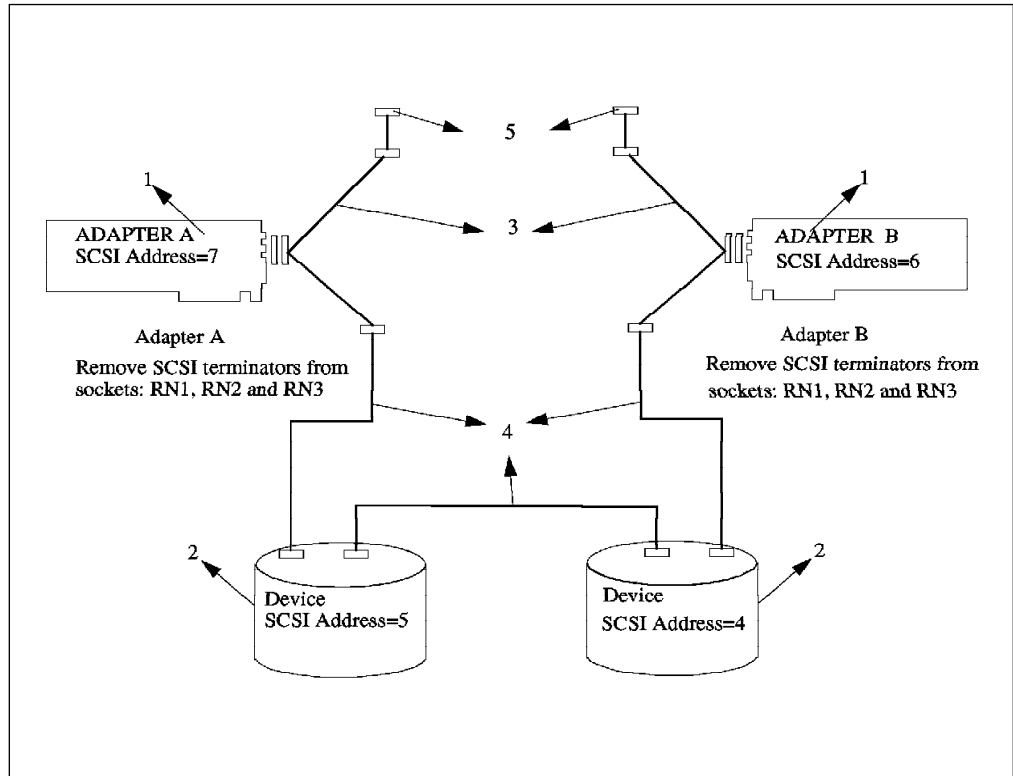 5
1
1
3
ADAPTER A
SCSI Address=7
ADAPTER B
SCSI Address=6
Adapter A
Remove SCSI terminators from
sockets: RN1, RN2 and RN3
Adapter B
Remove SCSI terminators from
sockets: RN1, RN2 and RN3
4
2
2
Device
SCSI Address=5
Device
SCSI Address=4